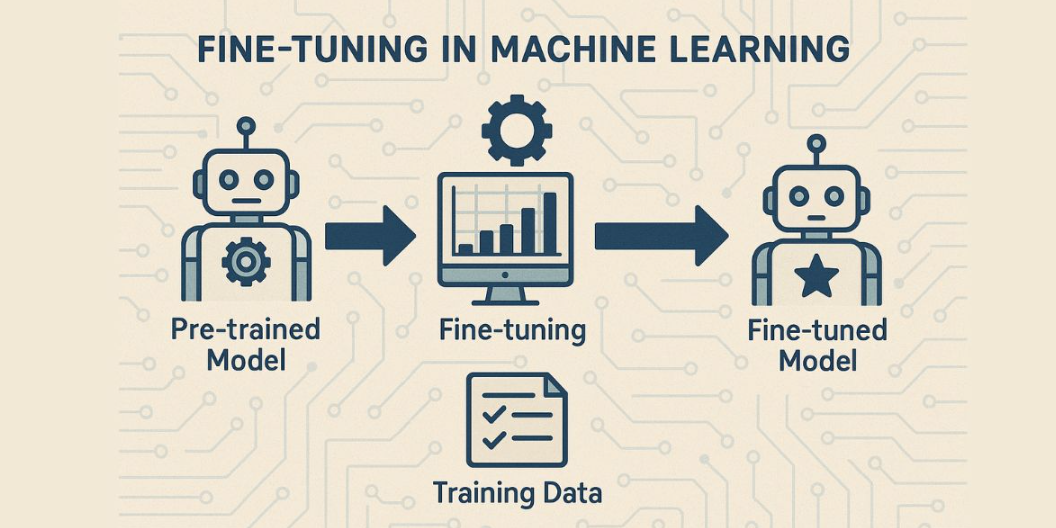 FINE-TUNING IN MACHINE LEARNING
Pre-trained
Model
Fine-tuning
Fine-tuned
Model
Training Data